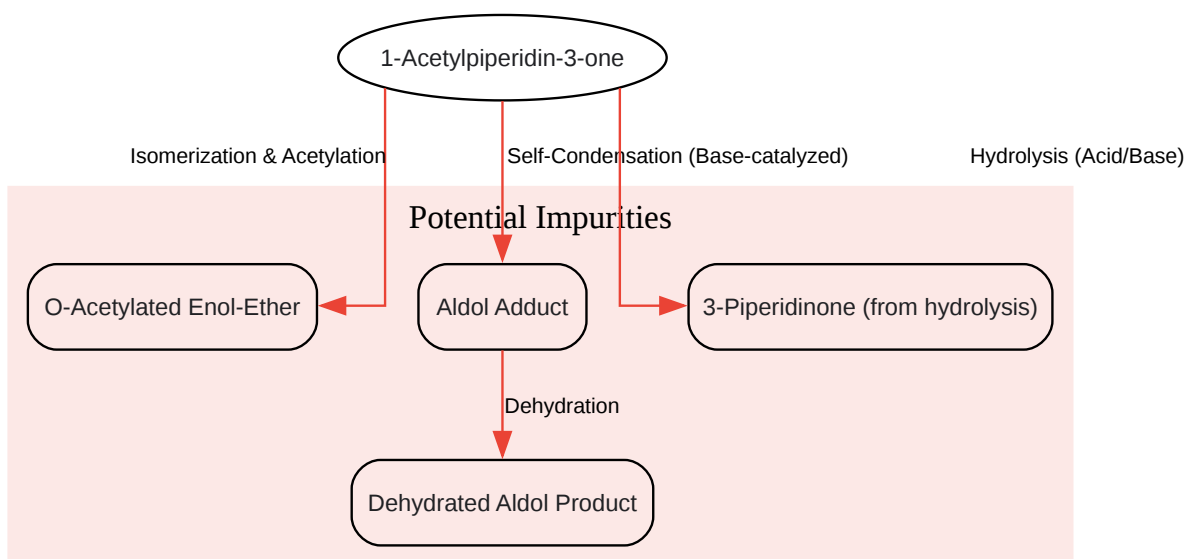 1-Acetylpiperidin-3-one
Isomerization & Acetylation
Self-Condensation (Base-catalyzed)
Hydrolysis (Acid/Base)
Potential Impurities
O-Acetylated Enol-Ether
Aldol Adduct
3-Piperidinone (from hydrolysis)
Dehydration
Dehydrated Aldol Product